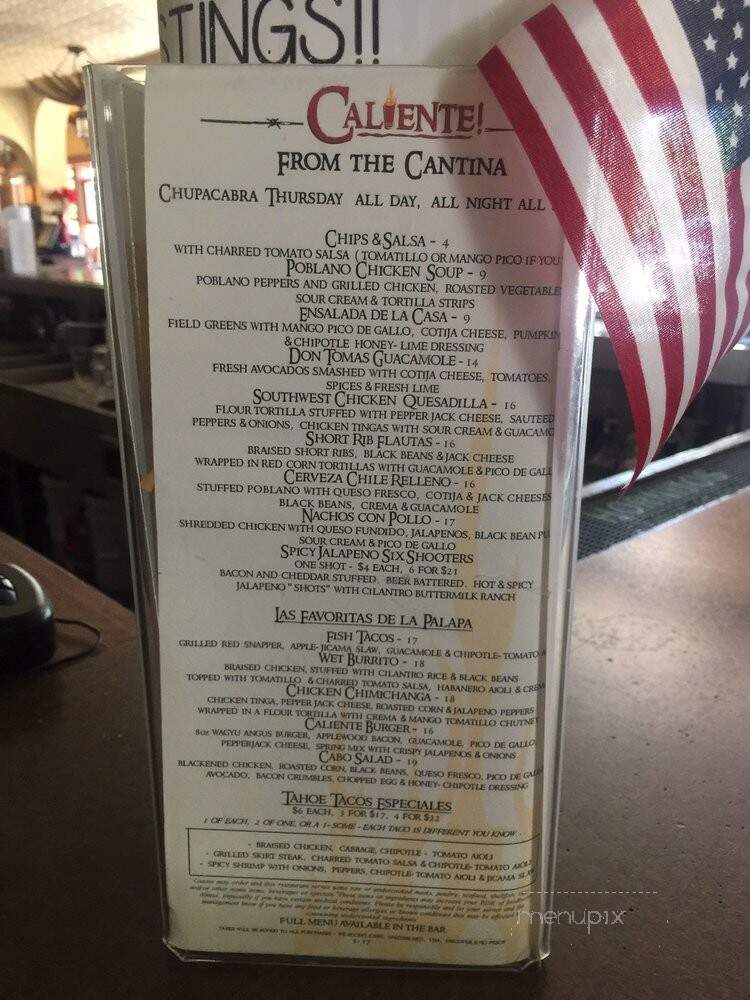 TINGS!!
CALIENTE!
FROM THE CANTINA
CHUPACABRA THURSDAY ALL DAY, ALL NIGHT ALL
CHIPS & SALSA - 4
WITH CHARRED TOMATO SALSA ( TOMATILLO OR MANGO PICO IF YOU
POBLANO CHICKEN SOUP - 9
POBLANO PEPPERS AND GRILLED CHICKEN, ROASTED VEGETABLE
SOUR CREAM & TORTILLA STRIPS
ENSALADA DE LA CASA - 9
FIELD GREENS WITH MANGO PICO DE GALLO, COTIJA CHEESE, PUMPKIN
& CHIPOTLE HONEY- LIME DRESSING
DON TOMAS GUACAMOLE - 14
FRESH AVOCADOS SMASHED WITH COTIJA CHEESE, TOMATOES,
SPICES & FRESH LIME
SOUTHWEST CHICKEN QUESADILLA - 16
FLOUR TORTILLA STUFFED WITH PEPPER JACK CHEESE, SAUTEED
PEPPERS & ONIONS, CHICKEN TINGAS WITH SOUR CREAM & GUACAMO
SHORT RIB FLAUTAS - 16
BRAISED SHORT RIBS, BLACK BEANS & JACK CHEESE
WRAPPED IN RED CORN TORTILLAS WITH GUACAMOLE & PICO DE GALL
CERVEZA CHILE RELLENO - 16
STUFFED POBLANO WITH QUESO FRESCO, COTIJA & JACK CHEESES
BLACK BEANS, CREMA & GUACAMOLE
NACHOS CON POLLO - 17
SHREDDED CHICKEN WITH QUESO FUNDIDO, JALAPENOS, BLACK BEAN PU
SOUR CREAM & PICO DE GALLO
SPICY JALAPENO SIX SHOOTERS
ONE SHOT - $4 EACH, 6 FOR $21
BACON AND CHEDDAR STUFFED, BEER BATTERED, HOT & SPICY
JALAPENO "SHOTS" WITH CILANTRO BUTTERMILK RANCH
LAS FAVORITAS DE LA PALAPA
FISH TACOS - 17
GRILLED RED SNAPPER, APPLE-JICAMA SLAW, GUACAMOLE & CHIPOTLE-TOMATO A
WET BURRITO - 18
BRAISED CHICKEN, STUFFED WITH CILANTRO RICE & BLACK BEANS
TOPPED WITH TOMATILLO & CHARRED TOMATO SALSA, HABANERO AIOLI & CREM
CHICKEN CHIMICHANGA - 18
CHICKEN TINGA, PEPPER JACK CHEESE, ROASTED CORN & JALAPENO PEPPERS
WRAPPED IN A FLOUR TORTILLA WITH CREMA & MANGO TOMATILLO CHUTNEY
CALIENTE BURGER - 16
8OZ WAGYU ANGUS BURGER, APPLEWOOD BACON, GUACAMOLE, PICO DE GALLO,
PEPPERJACK CHEESE, SPRING MIX WITH CRISPY JALAPENOS & ONIONS
CABO SALAD - 19
BLACKENED CHICKEN, ROASTED CORN, BLACK BEANS, QUESO FRESCO, PICO DE GALL
AVOCADO, BACON CRUMBLES, CHOPPED EGG & HONEY- CHIPOTLE DRESSING
TAHOE TACOS ESPECIALES
$6 EACH, 3 FOR $17, 4 FOR $22
1 OF EACH, 2 OF ONE, OR A 3- SOME - EACH TACO IS DIFFERENT YOU KNOW
- BRAISED CHICKEN, CABBAGE, CHIPOTLE - TOMATO AIOLI
- GRILLED SKIRT STEAK, CHARRED TOMATO SALSA & CHIPOTLE- TOMATO AIOLI
- SPICY SHRIMP WITH ONIONS, PEPPERS, CHIPOTLE- TOMATO AIOLI & JICAMA SLAW
FULL MENU AVAILABLE IN THE BAR
menupix